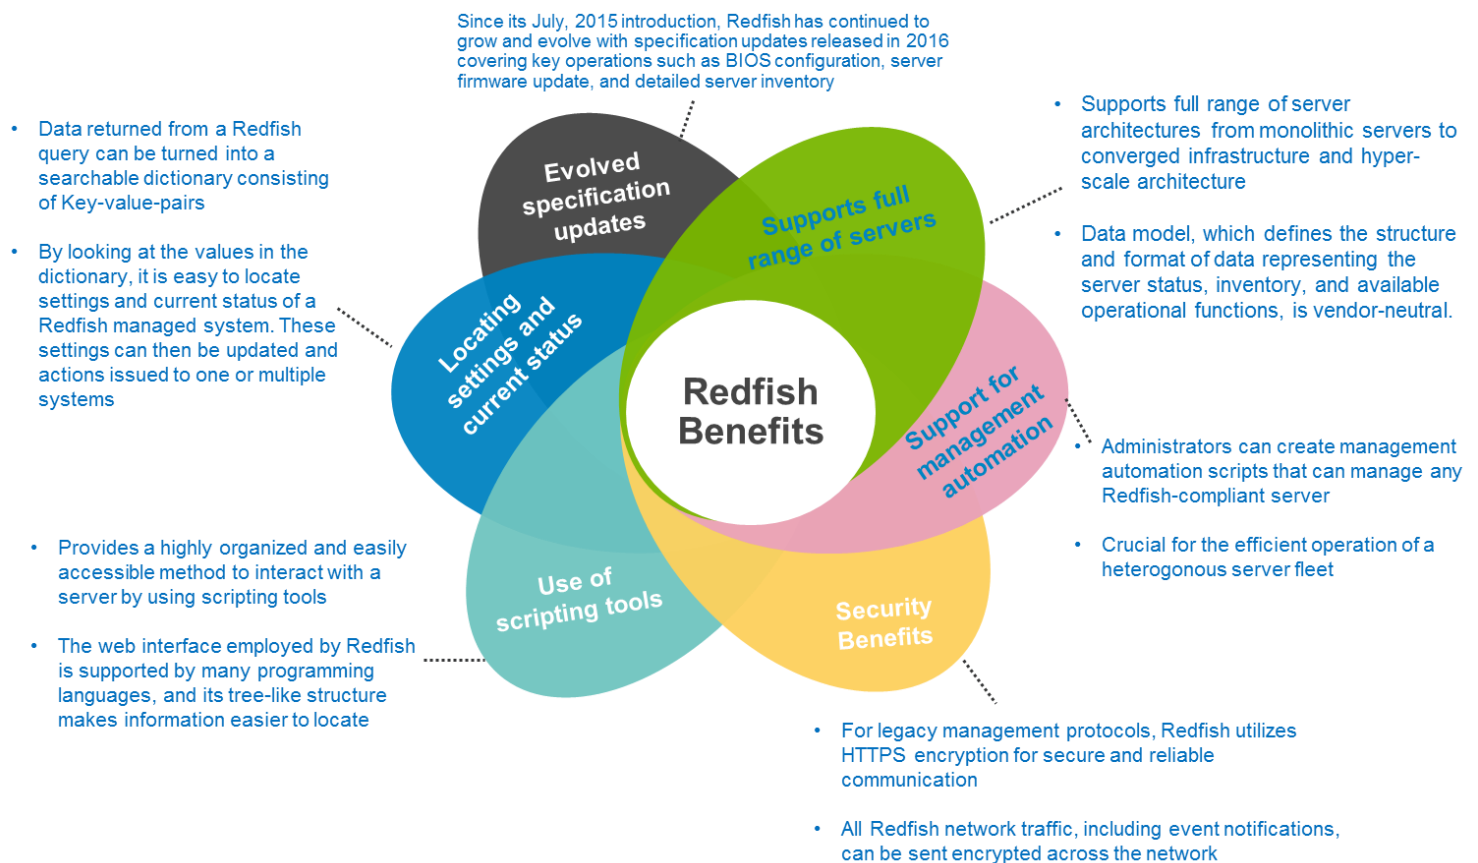 Since its July, 2015 introduction, Redfish has continued to
grow and evolve with specification updates released in 2016
covering key operations such as BIOS configuration, server
firmware update, and detailed server inventory
Evolved
specification
updates
• Data returned from a Redfish
query can be turned into a
searchable dictionary consisting
of Key-value-pairs
• By looking at the values in the
dictionary, it is easy to locate
settings and current status of a
Redfish managed system. These
settings can then be updated and
actions issued to one or multiple
systems
Locating
settings and
current status
Supports full
range of servers
• Supports full range of server
architectures from monolithic servers to
converged infrastructure and hyper-
scale architecture
• Data model, which defines the structure
and format of data representing the
server status, inventory, and available
operational functions, is vendor-neutral.
Redfish
Benefits
Support for
management
automation
• Administrators can create management
automation scripts that can manage any
Redfish-compliant server
• Crucial for the efficient operation of a
heterogonous server fleet
• Provides a highly organized and easily
accessible method to interact with a
server by using scripting tools
• The web interface employed by Redfish
is supported by many programming
languages, and its tree-like structure
makes information easier to locate
Use of
scripting tools
Security
Benefits
• For legacy management protocols, Redfish utilizes
HTTPS encryption for secure and reliable
communication
• All Redfish network traffic, including event notifications,
can be sent encrypted across the network